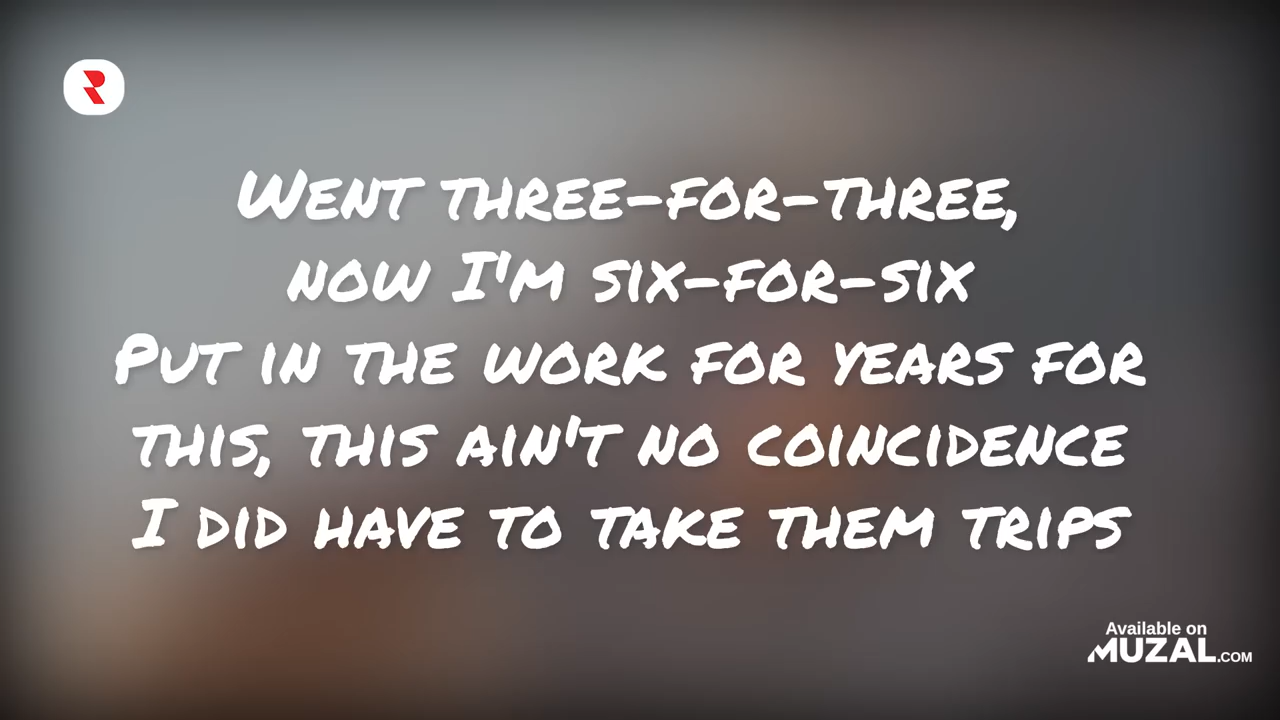 Went three-for-three,
now I'm six-for-six
Put in the work for years for
this, this ain't no coincidence
I did have to take them trips
Available on
MUZAL.COM